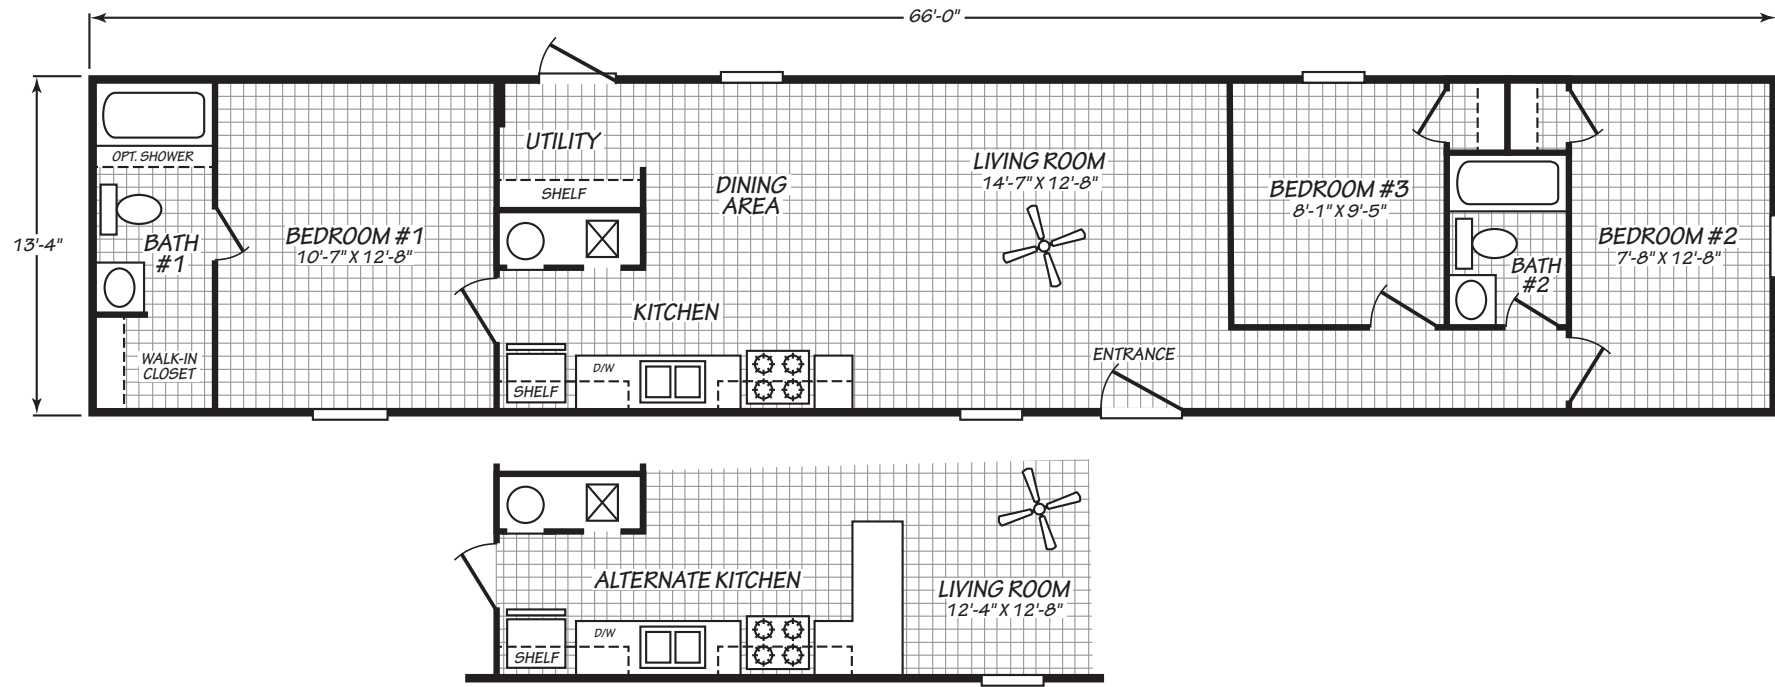 66'-0"
13'-4"
OPT. SHOWER
BATH
#1
WALK-IN
CLOSET
BEDROOM #1
10'-7" X 12'-8"
UTILITY
SHELF
KITCHEN
D/W
SHELF
DINING
AREA
LIVING ROOM
14'-7" X 12'-8"
ENTRANCE
BEDROOM #3
8'-1" X 9'-5"
BATH
#2
BEDROOM #2
7'-8" X 12'-8"
ALTERNATE KITCHEN
D/W
SHELF
LIVING ROOM
12'-4" X 12'-8"